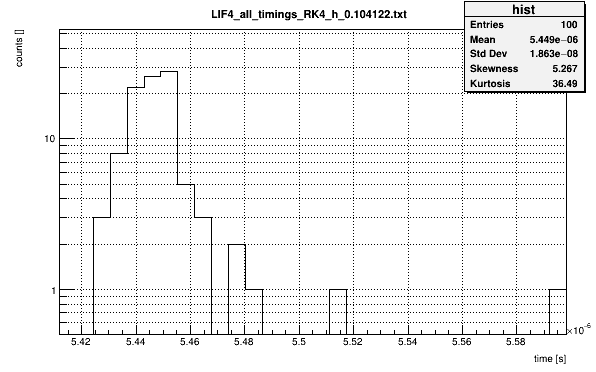 LIF4_all_timings_RK4_h_0.104122.txt
hist
Entries 100
Mean 5.449e−06
Std Dev 1.863e−08
Skewness 5.267
Kurtosis 36.49
counts []
10
1
5.42 5.44 5.46 5.48 5.5 5.52 5.54 5.56 5.58
×10−6
time [s]